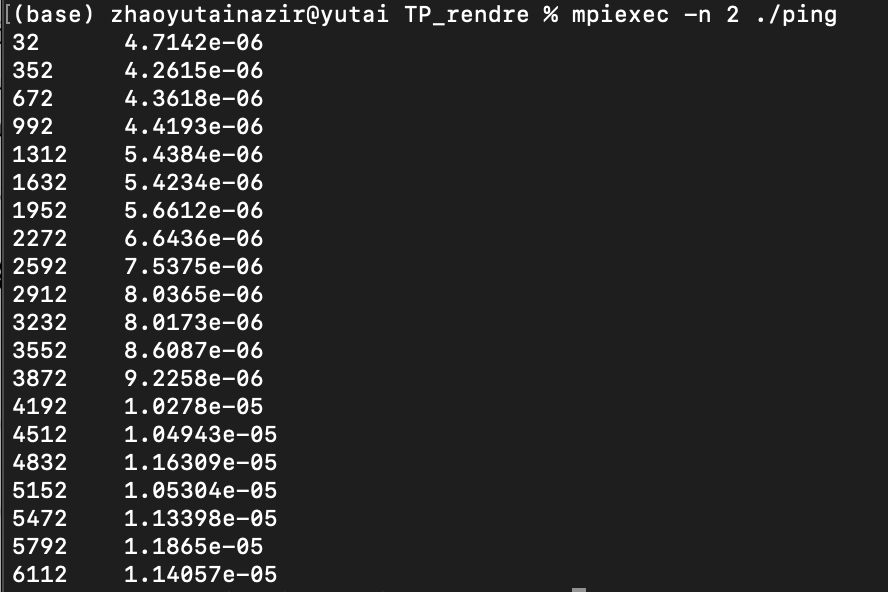 [(base) zhaoyutainazir@yutai TP_rendre % mpiexec -n 2 ./ping
32 4.7142e-06
352 4.2615e-06
672 4.3618e-06
992 4.4193e-06
1312 5.4384e-06
1632 5.4234e-06
1952 5.6612e-06
2272 6.6436e-06
2592 7.5375e-06
2912 8.0365e-06
3232 8.0173e-06
3552 8.6087e-06
3872 9.2258e-06
4192 1.0278e-05
4512 1.04943e-05
4832 1.16309e-05
5152 1.05304e-05
5472 1.13398e-05
5792 1.1865e-05
6112 1.14057e-05